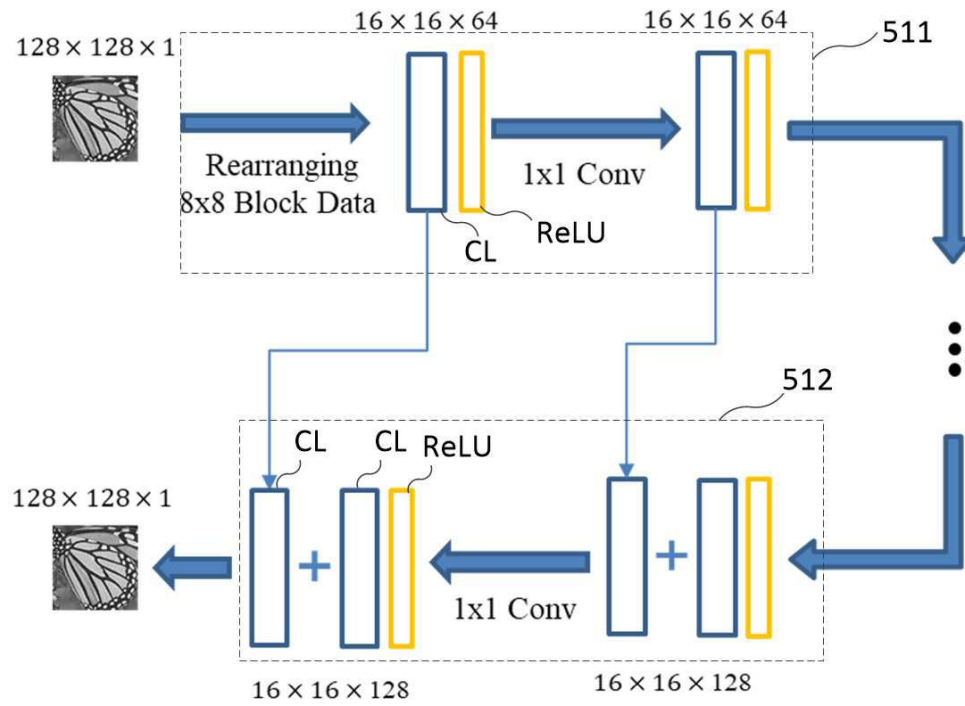 128 × 128 × 1
16 × 16 × 64
16 × 16 × 64
511
Rearranging
8x8 Block Data
1x1 Conv
ReLU
CL
512
CL
CL
ReLU
128 × 128 × 1
1x1 Conv
16 × 16 × 128
16 × 16 × 128